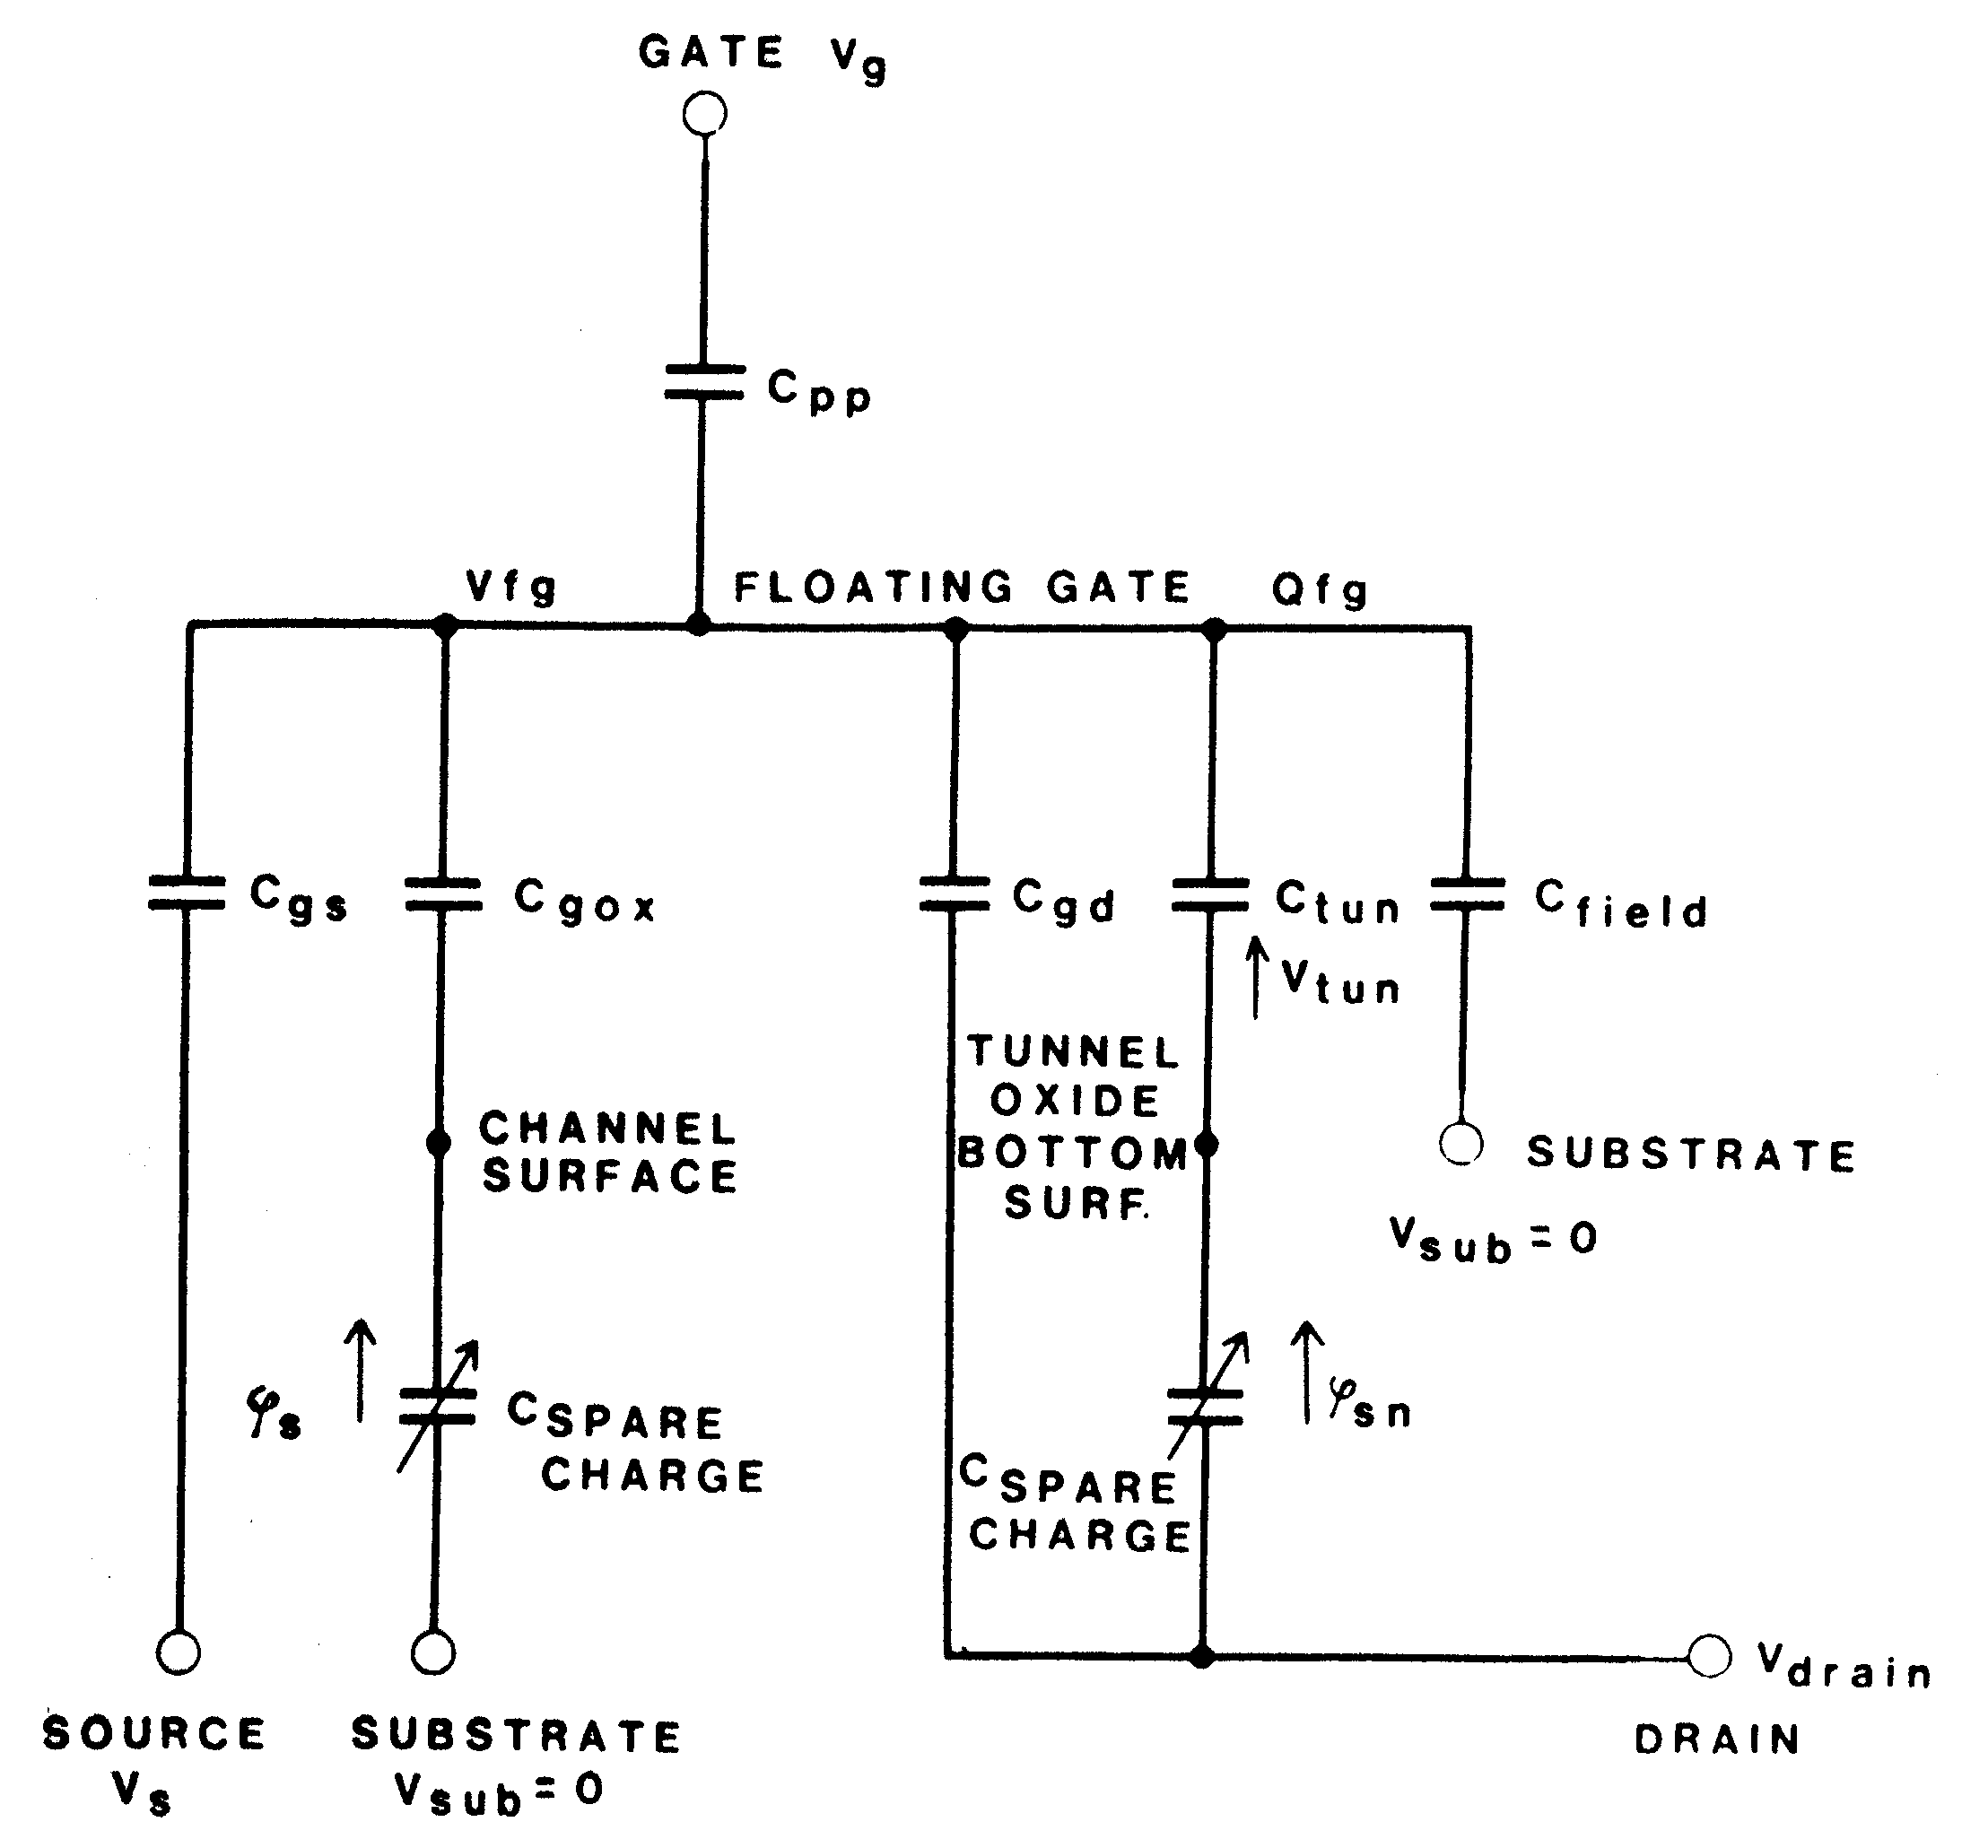 GATE Vg
Cpp
Vfg FLOATING GATE Qfg
Cgs
Cgox
Cgd
Ctun
Cfield
Vtun
TUNNEL
OXIDE
BOTTOM
SURF.
CHANNEL
SURFACE
SUBSTRATE
Vsub = 0
φs
CSPARE
CHARGE
φsn
CSPARE
CHARGE
Vdrain
DRAIN
SOURCE
Vs
SUBSTRATE
Vsub = 0